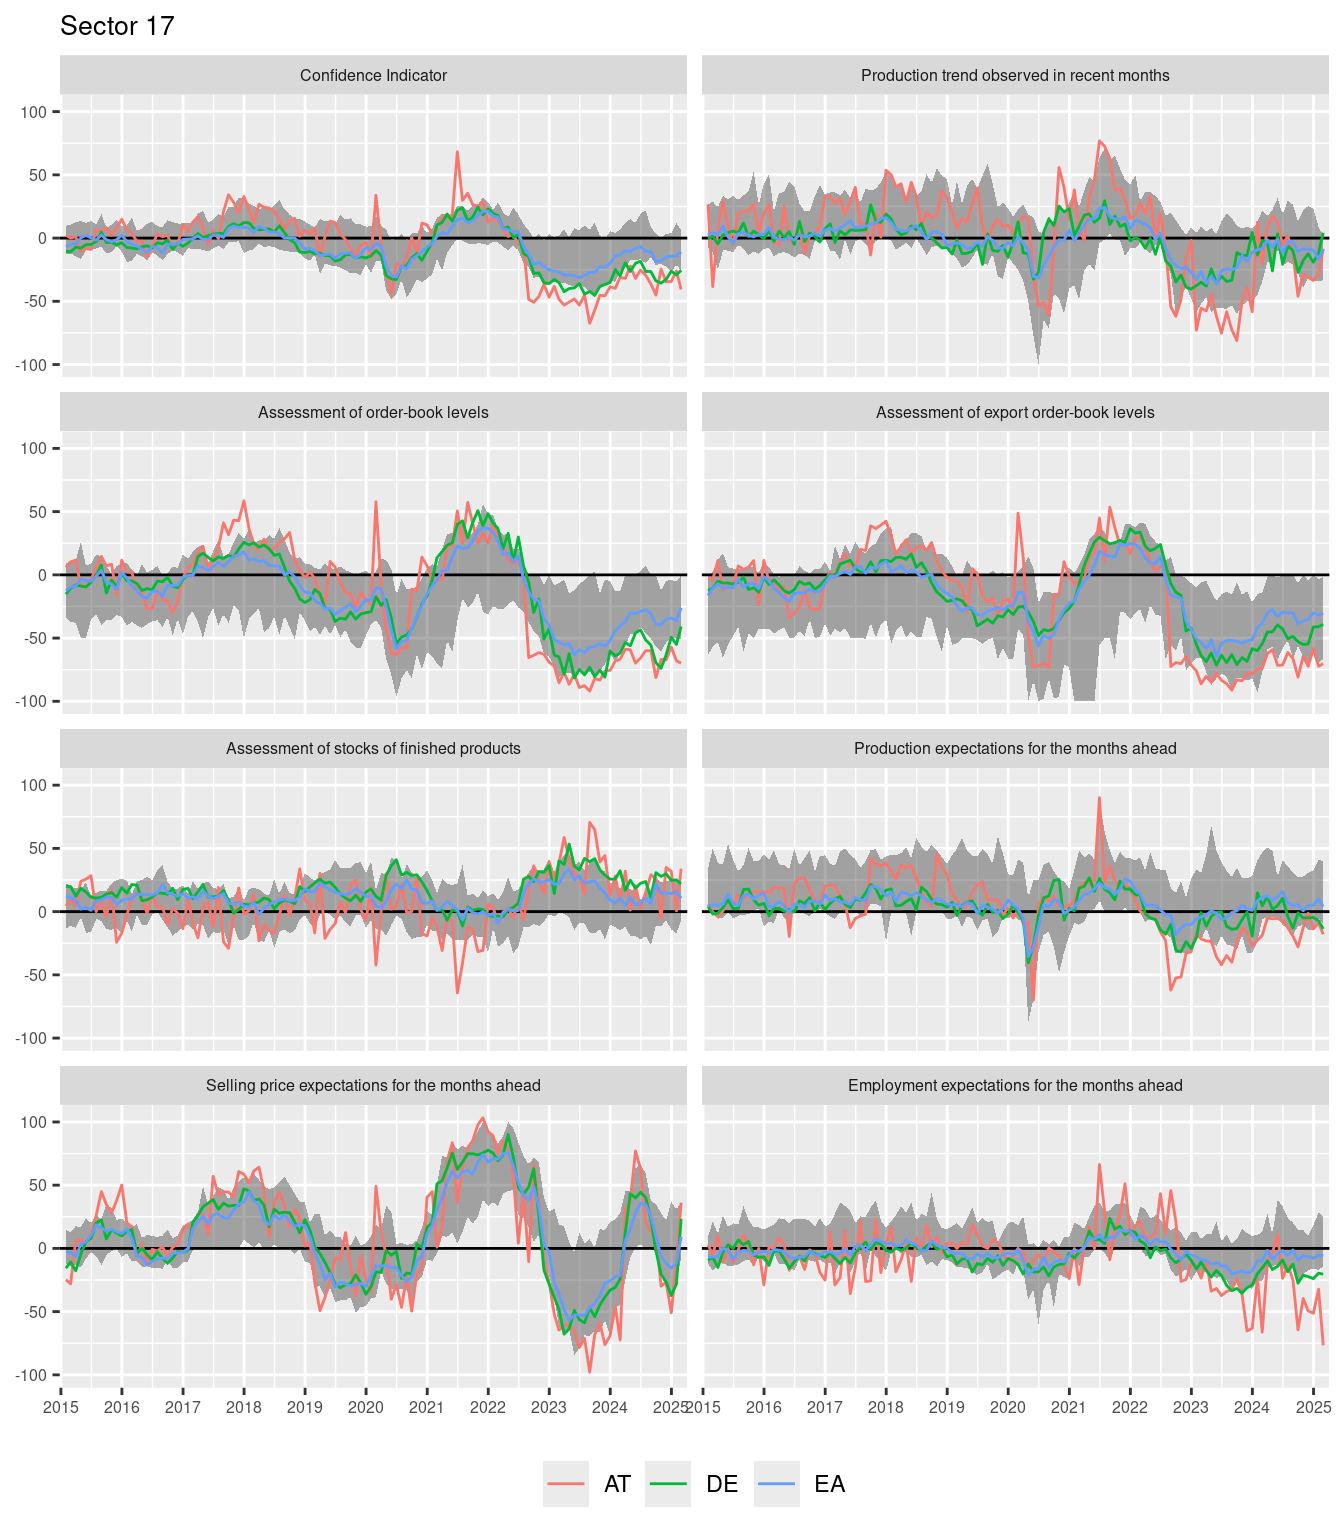 Sector 17
Confidence Indicator
Production trend observed in recent months
100
50
0
-50
-100
Assessment of order-book levels
Assessment of export order-book levels
100
50
0
-50
-100
Assessment of stocks of finished products
Production expectations for the months ahead
100
50
0
-50
-100
Selling price expectations for the months ahead
Employment expectations for the months ahead
100
50
0
-50
-100
2015 2016 2017 2018 2019 2020 2021 2022 2023 2024 2025
2015 2016 2017 2018 2019 2020 2021 2022 2023 2024 2025
AT DE EA